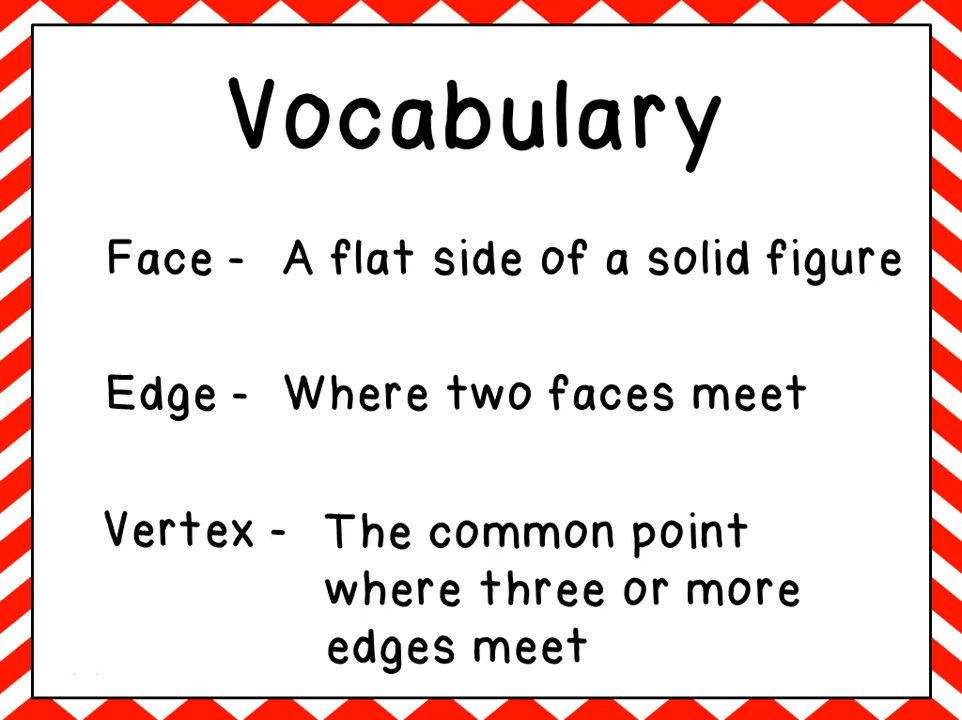 Vocabulary
Face - A flat side of a solid figure
Edge - Where two faces meet
Vertex - The common point
where three or more
edges meet